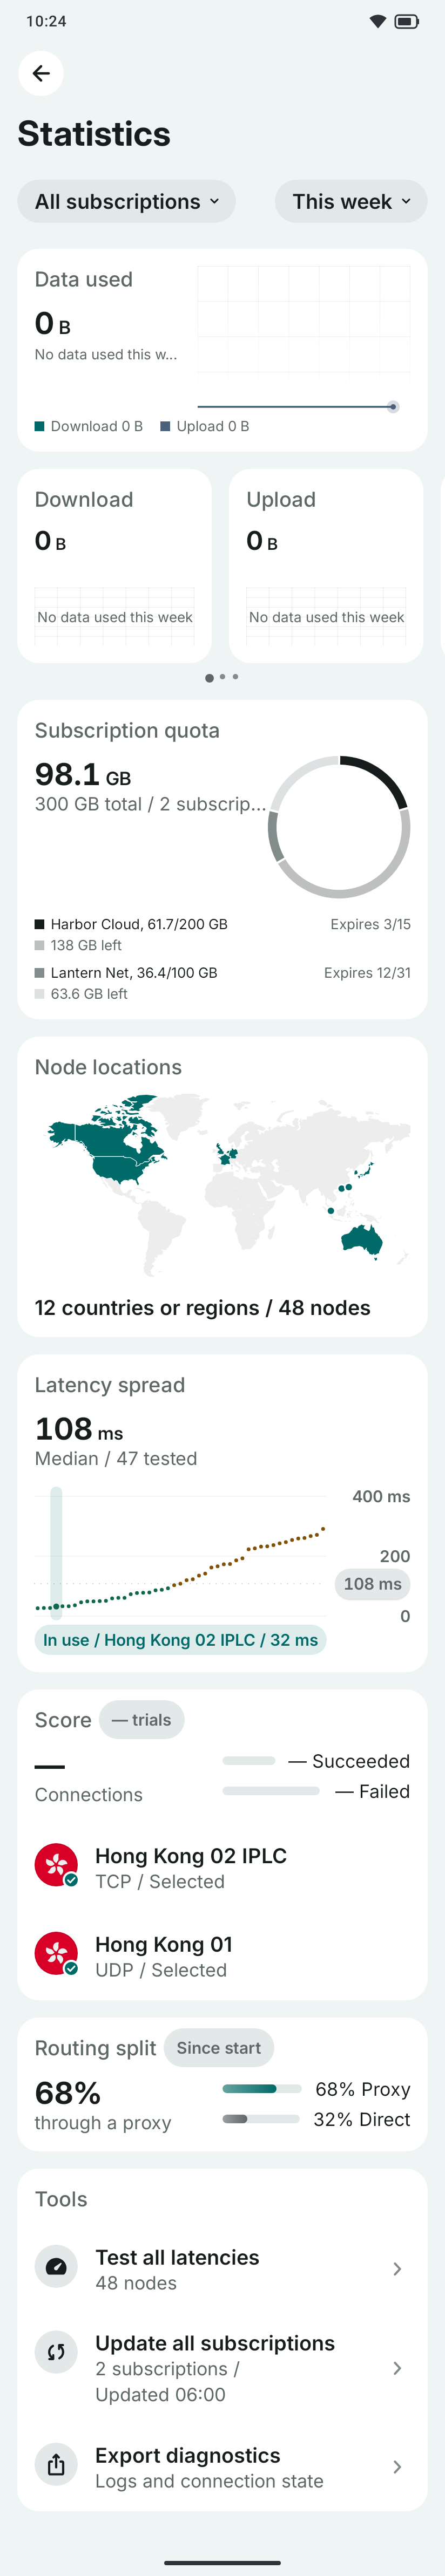 10:24
Statistics
All subscriptions
This week
Data used
0 B
No data used this w...
Download 0 B
Upload 0 B
Download
0 B
No data used this week
Upload
0 B
No data used this week
Subscription quota
98.1 GB
300 GB total / 2 subscrip...
Harbor Cloud, 61.7/200 GB
Expires 3/15
138 GB left
Lantern Net, 36.4/100 GB
Expires 12/31
63.6 GB left
Node locations
12 countries or regions / 48 nodes
Latency spread
108 ms
Median / 47 tested
400 ms
200
108 ms
0
In use / Hong Kong 02 IPLC / 32 ms
Score
— trials
—
Connections
— Succeeded
— Failed
Hong Kong 02 IPLC
TCP / Selected
Hong Kong 01
UDP / Selected
Routing split
Since start
68%
through a proxy
68% Proxy
32% Direct
Tools
Test all latencies
48 nodes
Update all subscriptions
2 subscriptions /
Updated 06:00
Export diagnostics
Logs and connection state